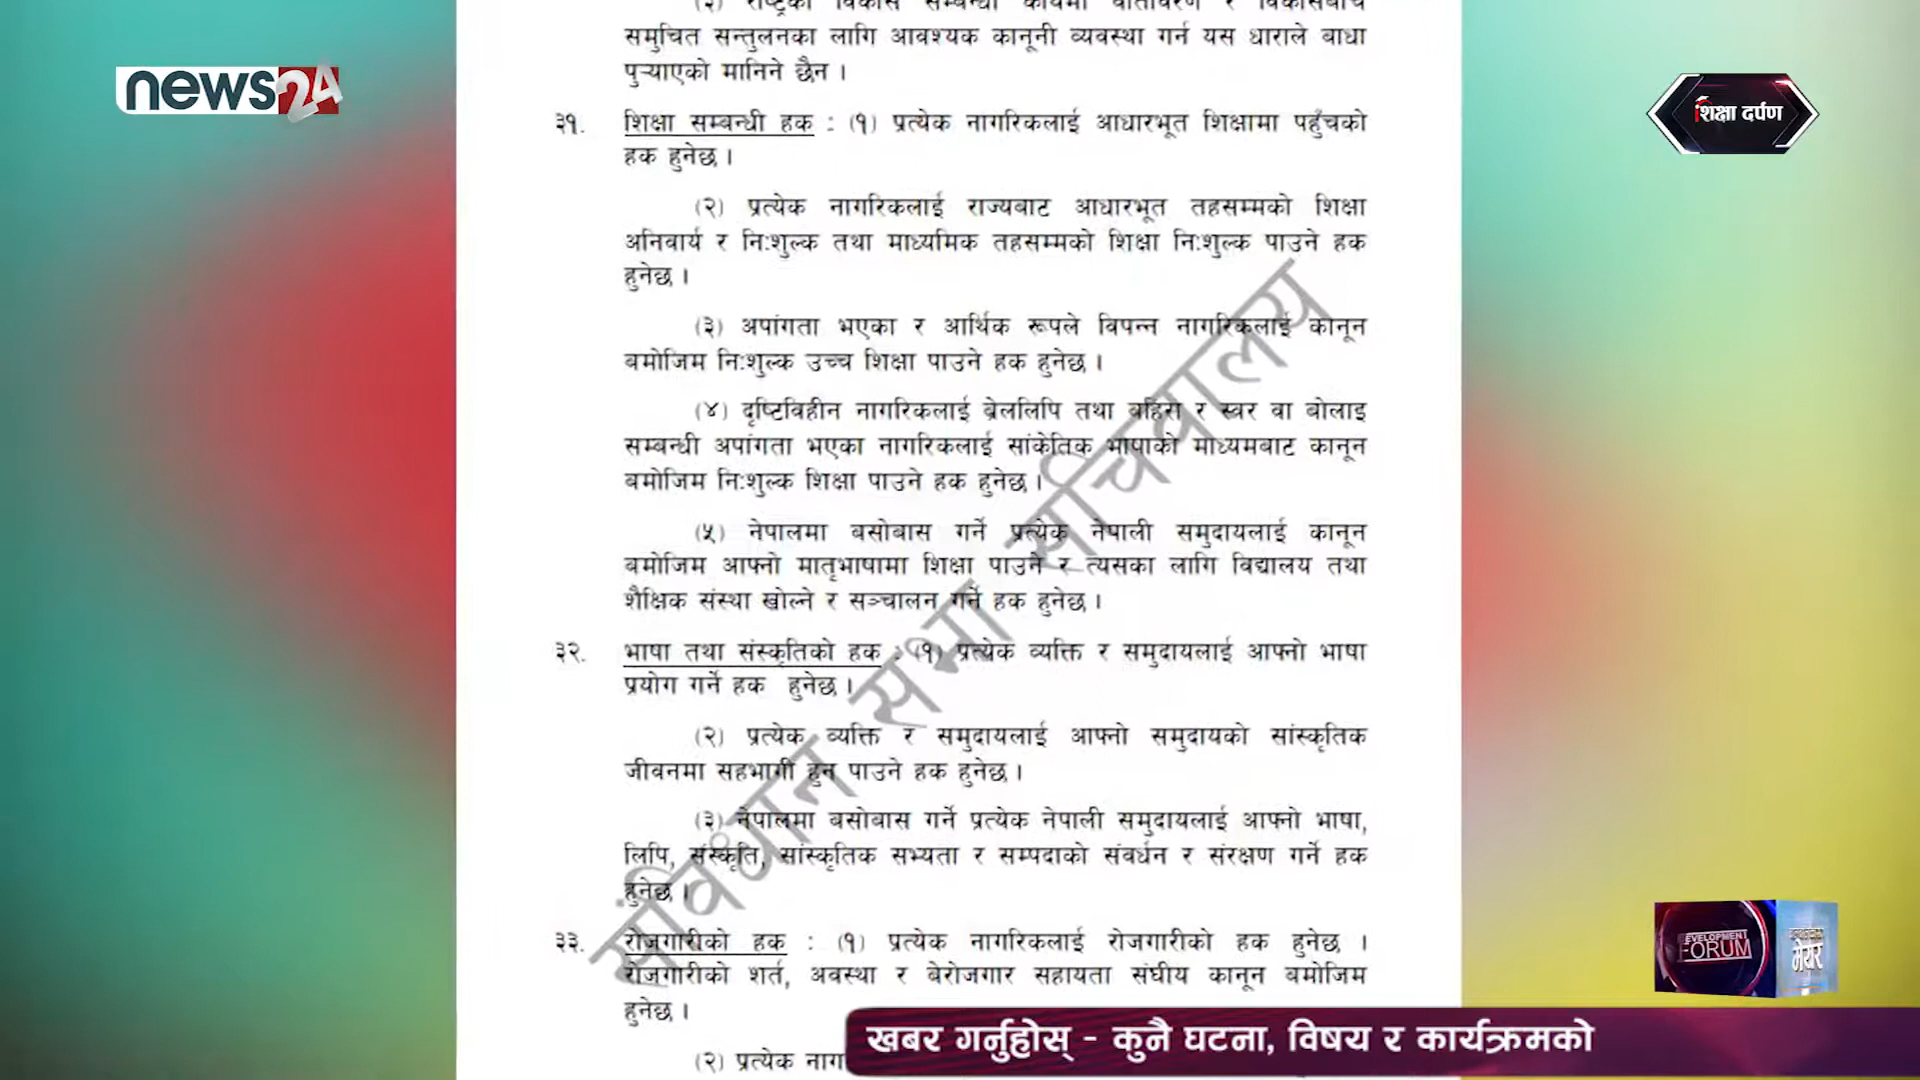 news24
शिक्षा दर्पण
समुचित सन्तुलनका लागि आवश्यक कानूनी व्यवस्था गर्न यस धाराले बाधा
पुर्‍याएको मानिने छैन ।
३१. शिक्षा सम्बन्धी हक : (१) प्रत्येक नागरिकलाई आधारभूत शिक्षामा पहुँचको
हक हुनेछ ।
(२) प्रत्येक नागरिकलाई राज्यबाट आधारभूत तहसम्मको शिक्षा
अनिवार्य र नि:शुल्क तथा माध्यमिक तहसम्मको शिक्षा नि:शुल्क पाउने हक
हुनेछ ।
(३) अपांगता भएका र आर्थिक रूपले विपन्न नागरिकलाई कानून
बमोजिम नि:शुल्क उच्च शिक्षा पाउने हक हुनेछ ।
(४) दृष्टिविहीन नागरिकलाई ब्रेललिपि तथा बहिरा र स्वर वा बोलाइ
सम्बन्धी अपांगता भएका नागरिकलाई सांकेतिक भाषाको माध्यमबाट कानून
बमोजिम नि:शुल्क शिक्षा पाउने हक हुनेछ ।
(५) नेपालमा बसोबास गर्ने प्रत्येक नेपाली समुदायलाई कानून
बमोजिम आफ्नो मातृभाषामा शिक्षा पाउने र त्यसका लागि विद्यालय तथा
शैक्षिक संस्था खोल्ने र सञ्चालन गर्ने हक हुनेछ ।
३२. भाषा तथा संस्कृतिको हक : (१) प्रत्येक व्यक्ति र समुदायलाई आफ्नो भाषा
प्रयोग गर्ने हक हुनेछ ।
(२) प्रत्येक व्यक्ति र समुदायलाई आफ्नो समुदायको सांस्कृतिक
जीवनमा सहभागी हुन पाउने हक हुनेछ ।
(३) नेपालमा बसोबास गर्ने प्रत्येक नेपाली समुदायलाई आफ्नो भाषा,
लिपि, संस्कृति, सांस्कृतिक सभ्यता र सम्पदाको संवर्धन र संरक्षण गर्ने हक
हुनेछ ।
३३. रोजगारीको हक : (१) प्रत्येक नागरिकलाई रोजगारीको हक हुनेछ ।
रोजगारीको शर्त, अवस्था र बेरोजगार सहायता संघीय कानून बमोजिम
हुनेछ ।
(२) प्रत्येक नाग
संविधान सभा सचिवालय
DEVELOPMENT
FORUM
मेयर
खबर गर्नुहोस् - कुनै घटना, विषय र कार्यक्रमको